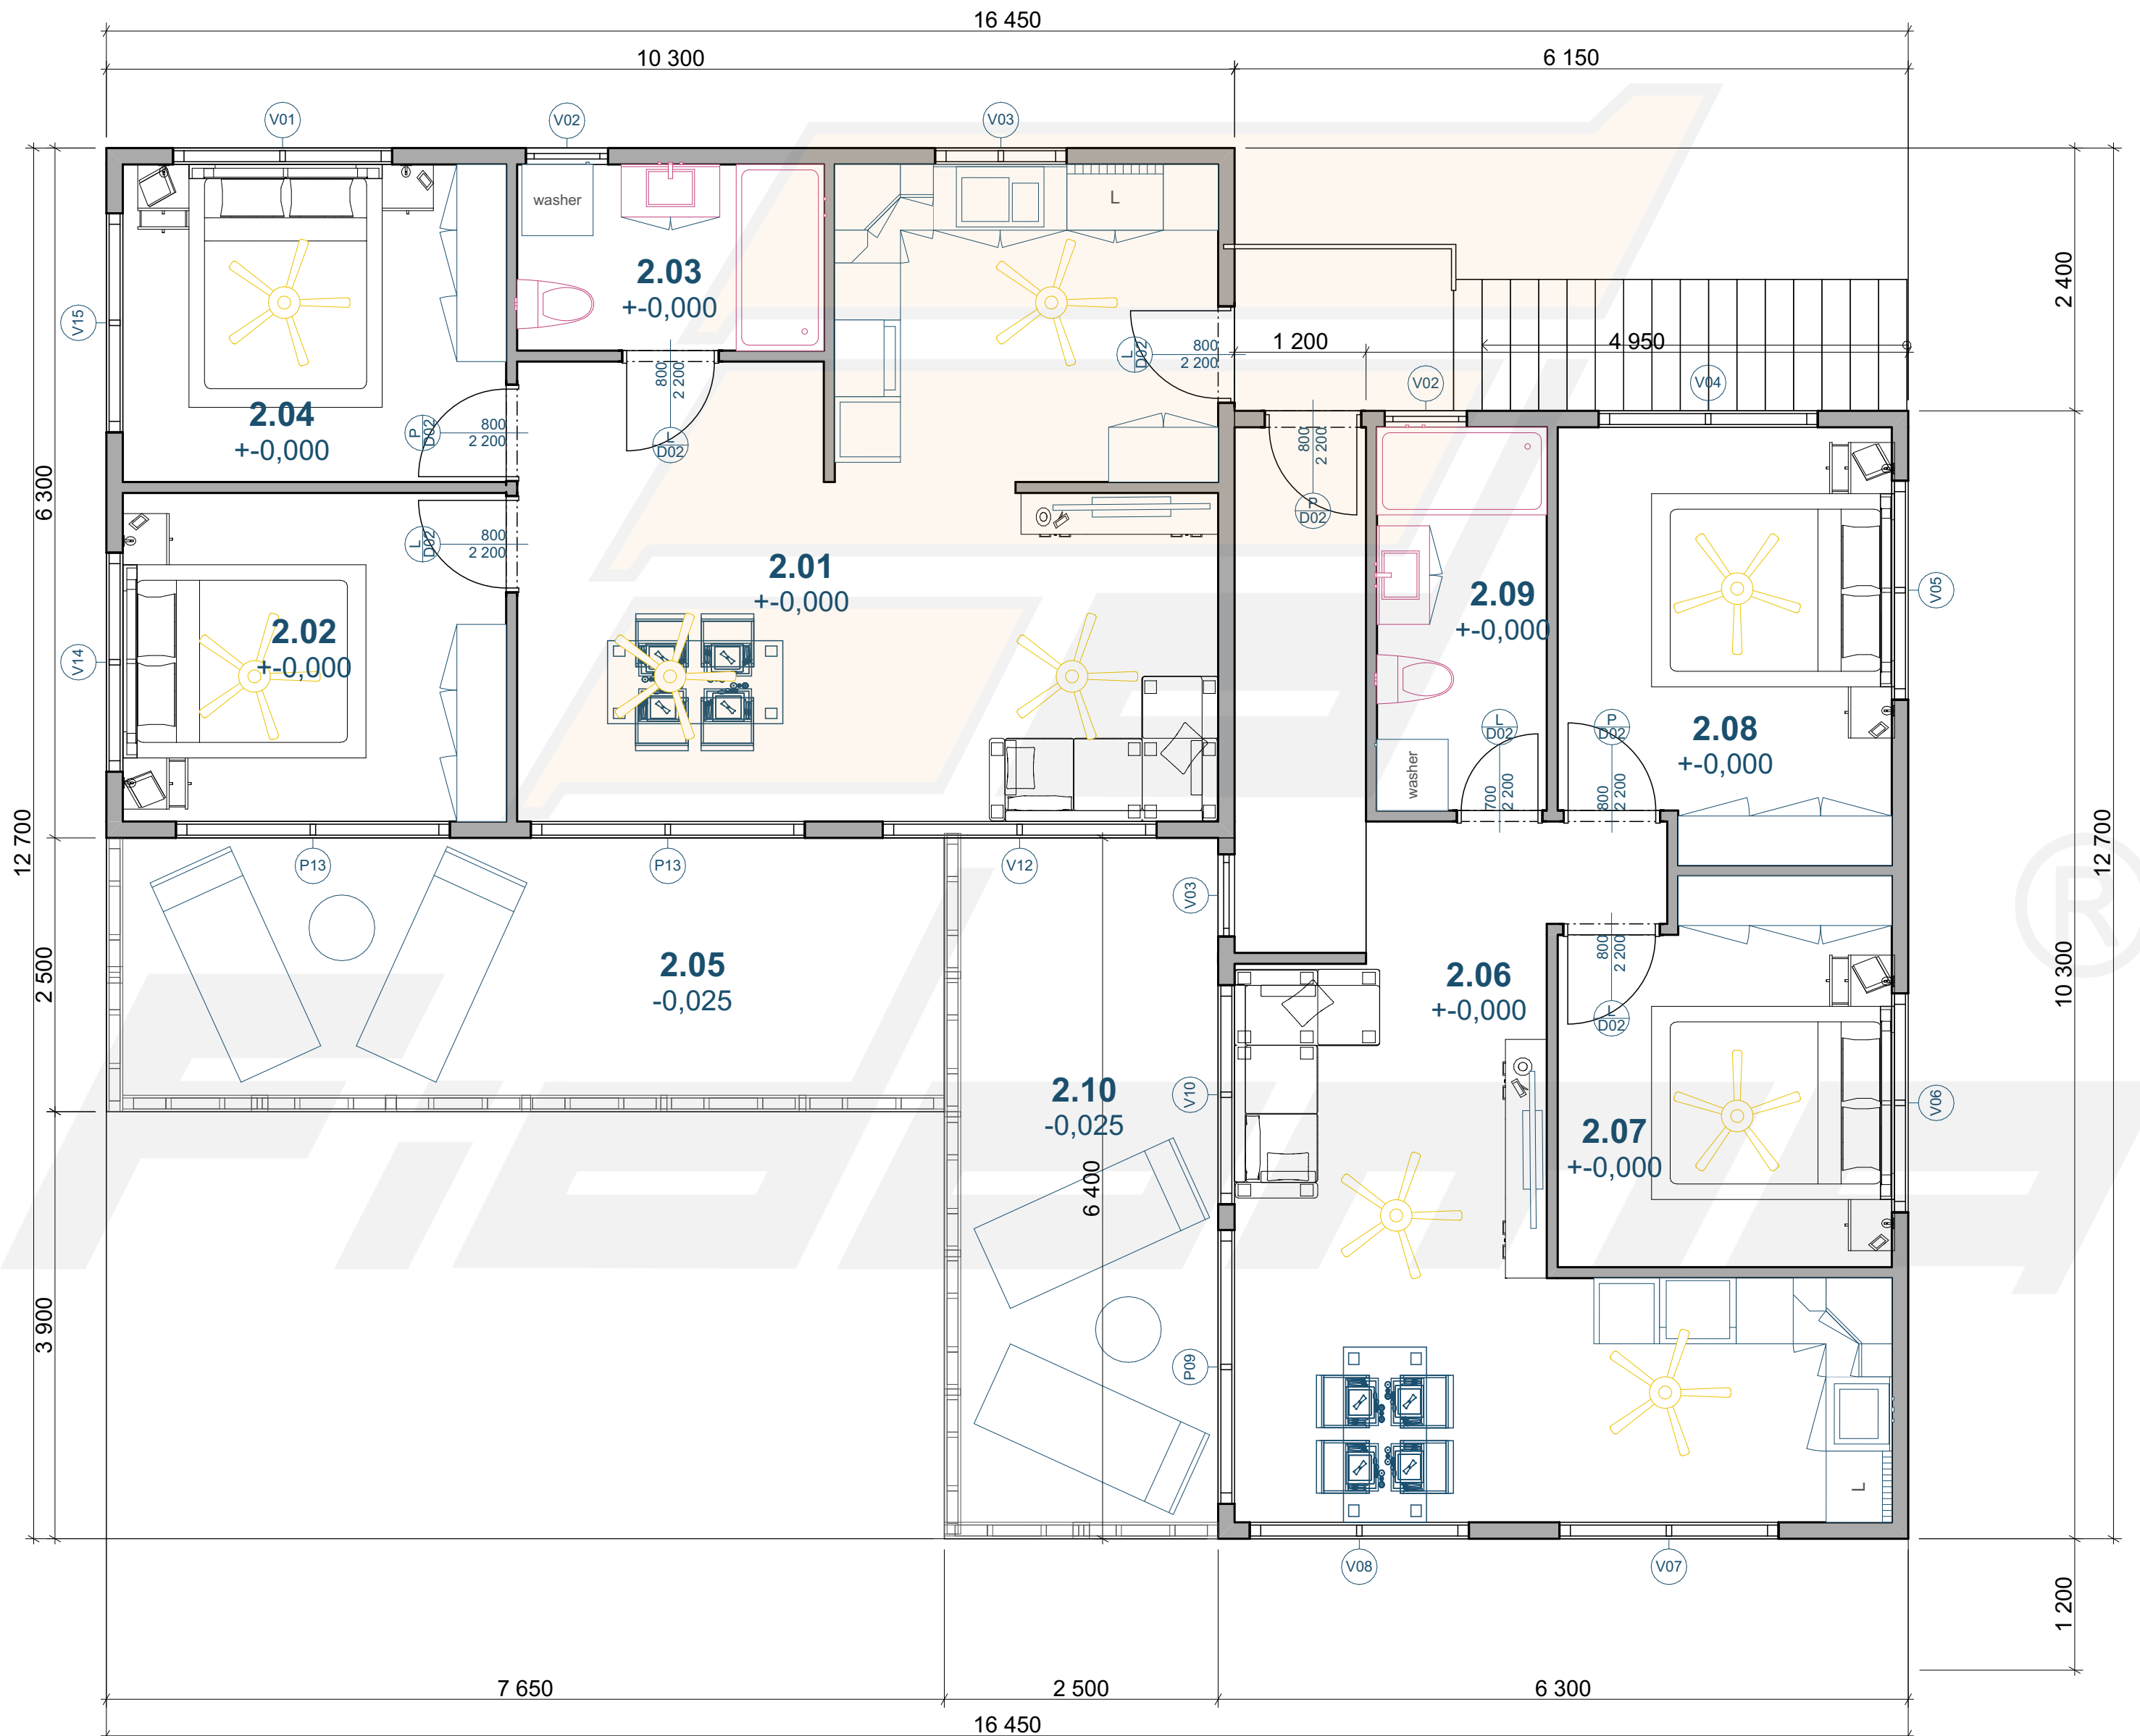 16 450
10 300
6 150
V01
V02
V03
washer
L
2.03
+-0,000
2 400
V15
800
2 200
L
D02
1 200
4 950
V02
V04
800
2 200
2.04
+-0,000
P
D02
800
2 200
L
D02
800
2 200
P
D02
6 300
L
D02
800
2 200
2.01
+-0,000
2.09
+-0,000
V05
V14
2.02
+-0,000
L
D02
P
D02
2.08
+-0,000
washer
700
2 200
800
2 200
12 700
12 700
P13
P13
V12
V03
®
2 500
2.05
-0,025
2.06
+-0,000
800
2 200
L
D02
10 300
2.10
-0,025
V10
V06
2.07
+-0,000
6 400
3 900
P09
L
V08
V07
1 200
7 650
2 500
6 300
16 450